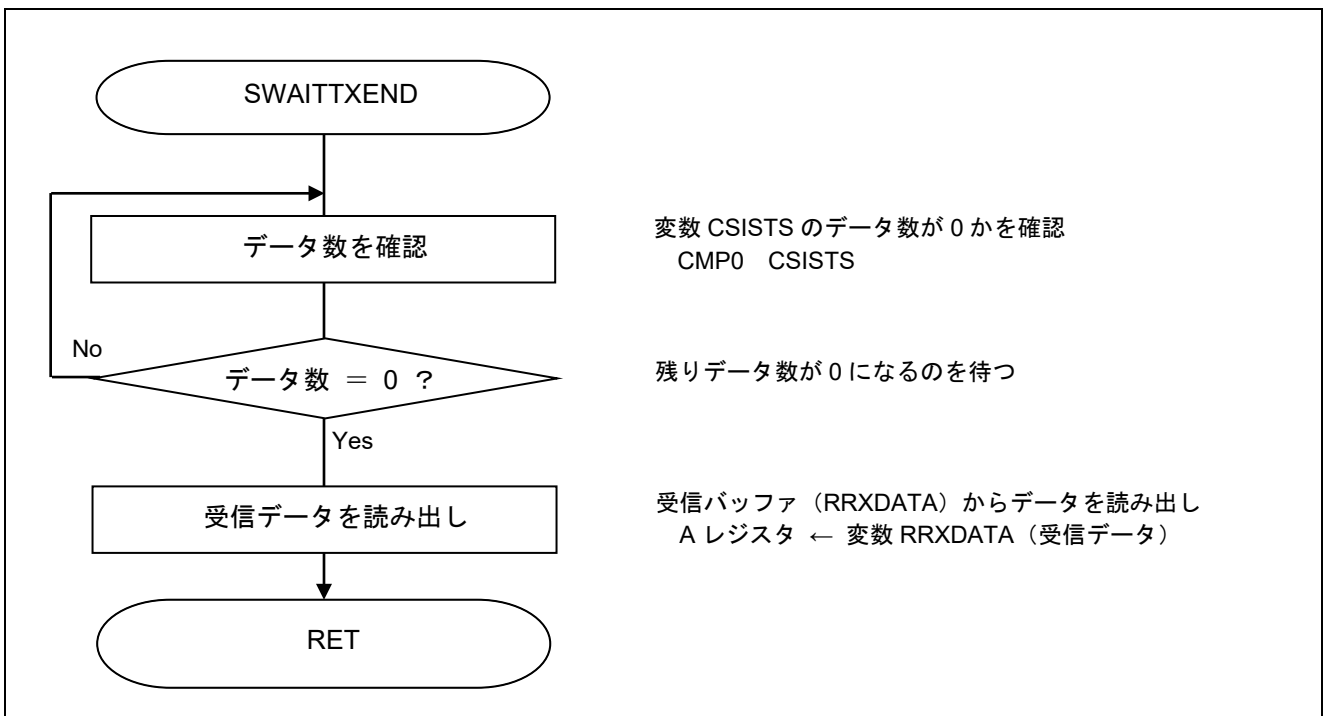 SWAITTXEND
データ数を確認
変数 CSISTS のデータ数が 0 かを確認
CMP0 CSISTS
No
データ数 ＝ 0 ？
残りデータ数が 0 になるのを待つ
Yes
受信データを読み出し
受信バッファ（RRXDATA）からデータを読み出し
A レジスタ ← 変数 RRXDATA（受信データ）
RET